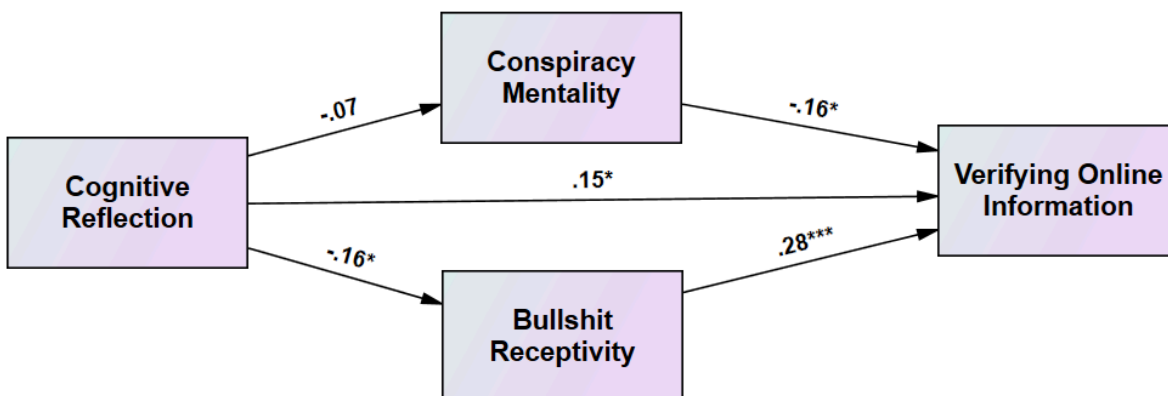 Conspiracy
Mentality
-.07
-.16*
Cognitive
Reflection
.15*
Verifying Online
Information
-.16*
.28***
Bullshit
Receptivity